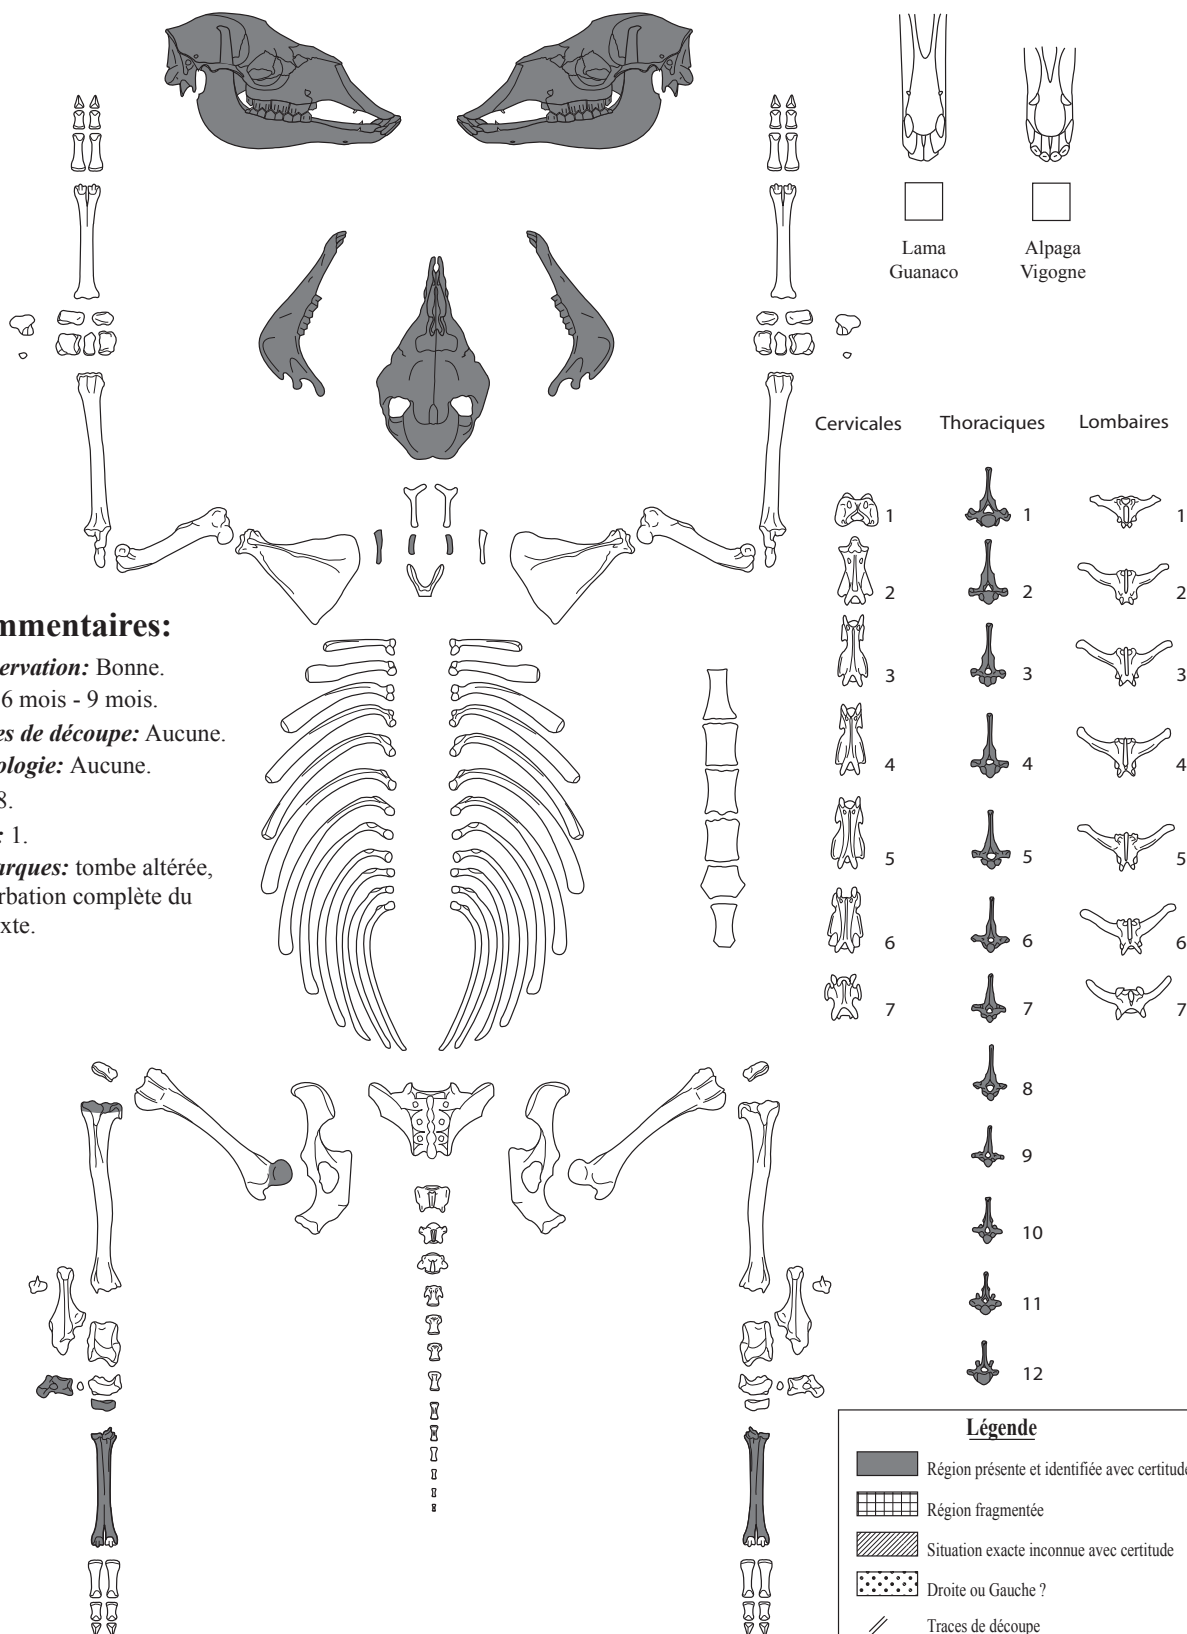 Lama
Guanaco
Alpaga
Vigogne
Cervicales
Thoraciques
Lombaires
1
2
3
4
5
6
7
1
2
3
4
5
6
7
8
9
10
11
12
1
2
3
4
5
6
7
mmentaires:
servation: Bonne.
6 mois - 9 mois.
es de découpe: Aucune.
ologie: Aucune.
8.
: 1.
arques: tombe altérée,
rbation complète du
exte.
Légende
Région présente et identifiée avec certitude
Région fragmentée
Situation exacte inconnue avec certitude
Droite ou Gauche ?
Traces de découpe